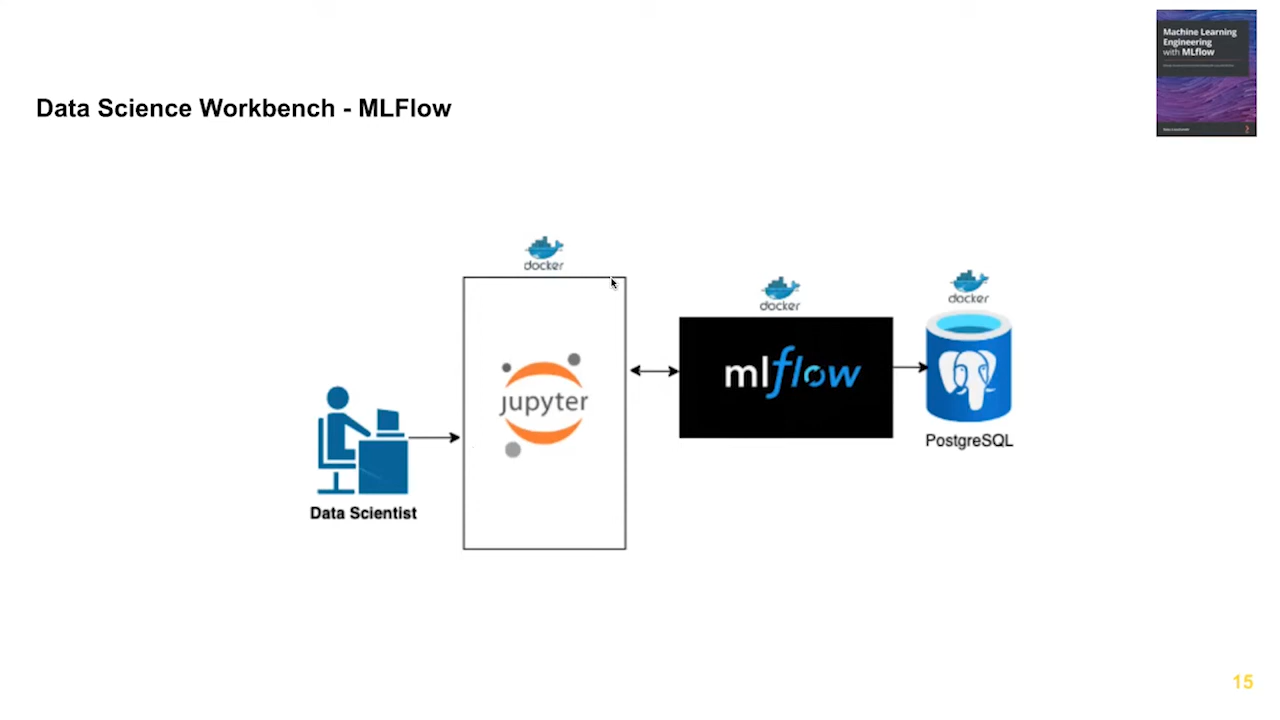 Machine Learning
Engineering
with MLflow
Data Science Workbench - MLFlow
docker
docker
docker
mlflow
jupyter
PostgreSQL
Data Scientist
15